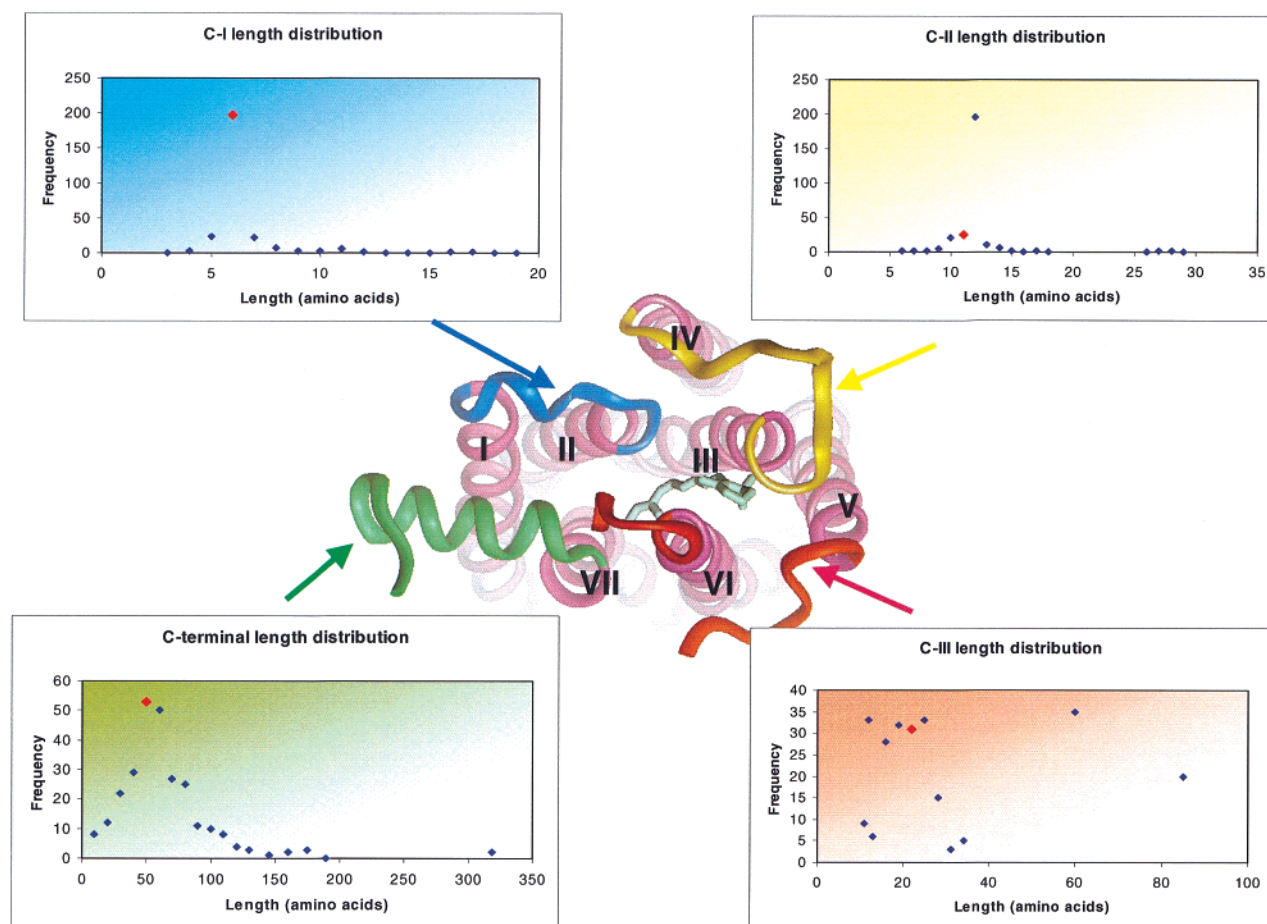 C-I length distribution
250
200
150
100
50
0
Frequency
0 5 10 15 20
Length (amino acids)
C-II length distribution
250
200
150
100
50
0
Frequency
0 5 10 15 20 25 30 35
Length (amino acids)
IV
I
II
III
V
VII
VI
C-terminal length distribution
60
50
40
30
20
10
0
Frequency
0 50 100 150 200 250 300 350
Length (amino acids)
C-III length distribution
40
35
30
25
20
15
10
5
0
Frequency
0 20 40 60 80 100
Length (amino acids)